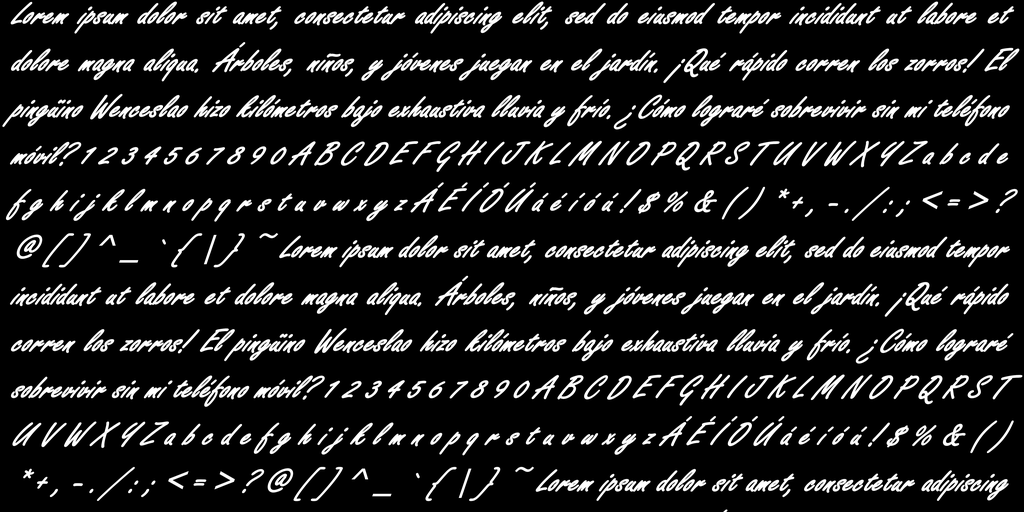 Lorem ipsum dolor sit amet, consectetur adipiscing elit, sed do eiusmod tempor incididunt ut labore et
dolore magna aliqua. Árboles, niños, y jóvenes juegan en el jardín. ¡Qué rápido corren los zorros! El
pingüino Wenceslao hizo kilómetros bajo exhaustiva lluvia y frío. ¿Cómo lograré sobrevivir sin mi teléfono
móvil? 1 2 3 4 5 6 7 8 9 0 A B C D E F G H I J K L M N O P Q R S T U V W X Y Z a b c d e
f g h i j k l m n o p q r s t u v w x y z Á É Í Ó Ú á é í ó ú ! $ % & ( ) * + , - . / : ; < = > ?
@ [ ] ^ _ ` { | } ~ Lorem ipsum dolor sit amet, consectetur adipiscing elit, sed do eiusmod tempor
incididunt ut labore et dolore magna aliqua. Árboles, niños, y jóvenes juegan en el jardín. ¡Qué rápido
corren los zorros! El pingüino Wenceslao hizo kilómetros bajo exhaustiva lluvia y frío. ¿Cómo lograré
sobrevivir sin mi teléfono móvil? 1 2 3 4 5 6 7 8 9 0 A B C D E F G H I J K L M N O P Q R S T
U V W X Y Z a b c d e f g h i j k l m n o p q r s t u v w x y z Á É Í Ó Ú á é í ó ú ! $ % & ( )
* + , - . / : ; < = > ? @ [ ] ^ _ ` { | } ~ Lorem ipsum dolor sit amet, consectetur adipiscing